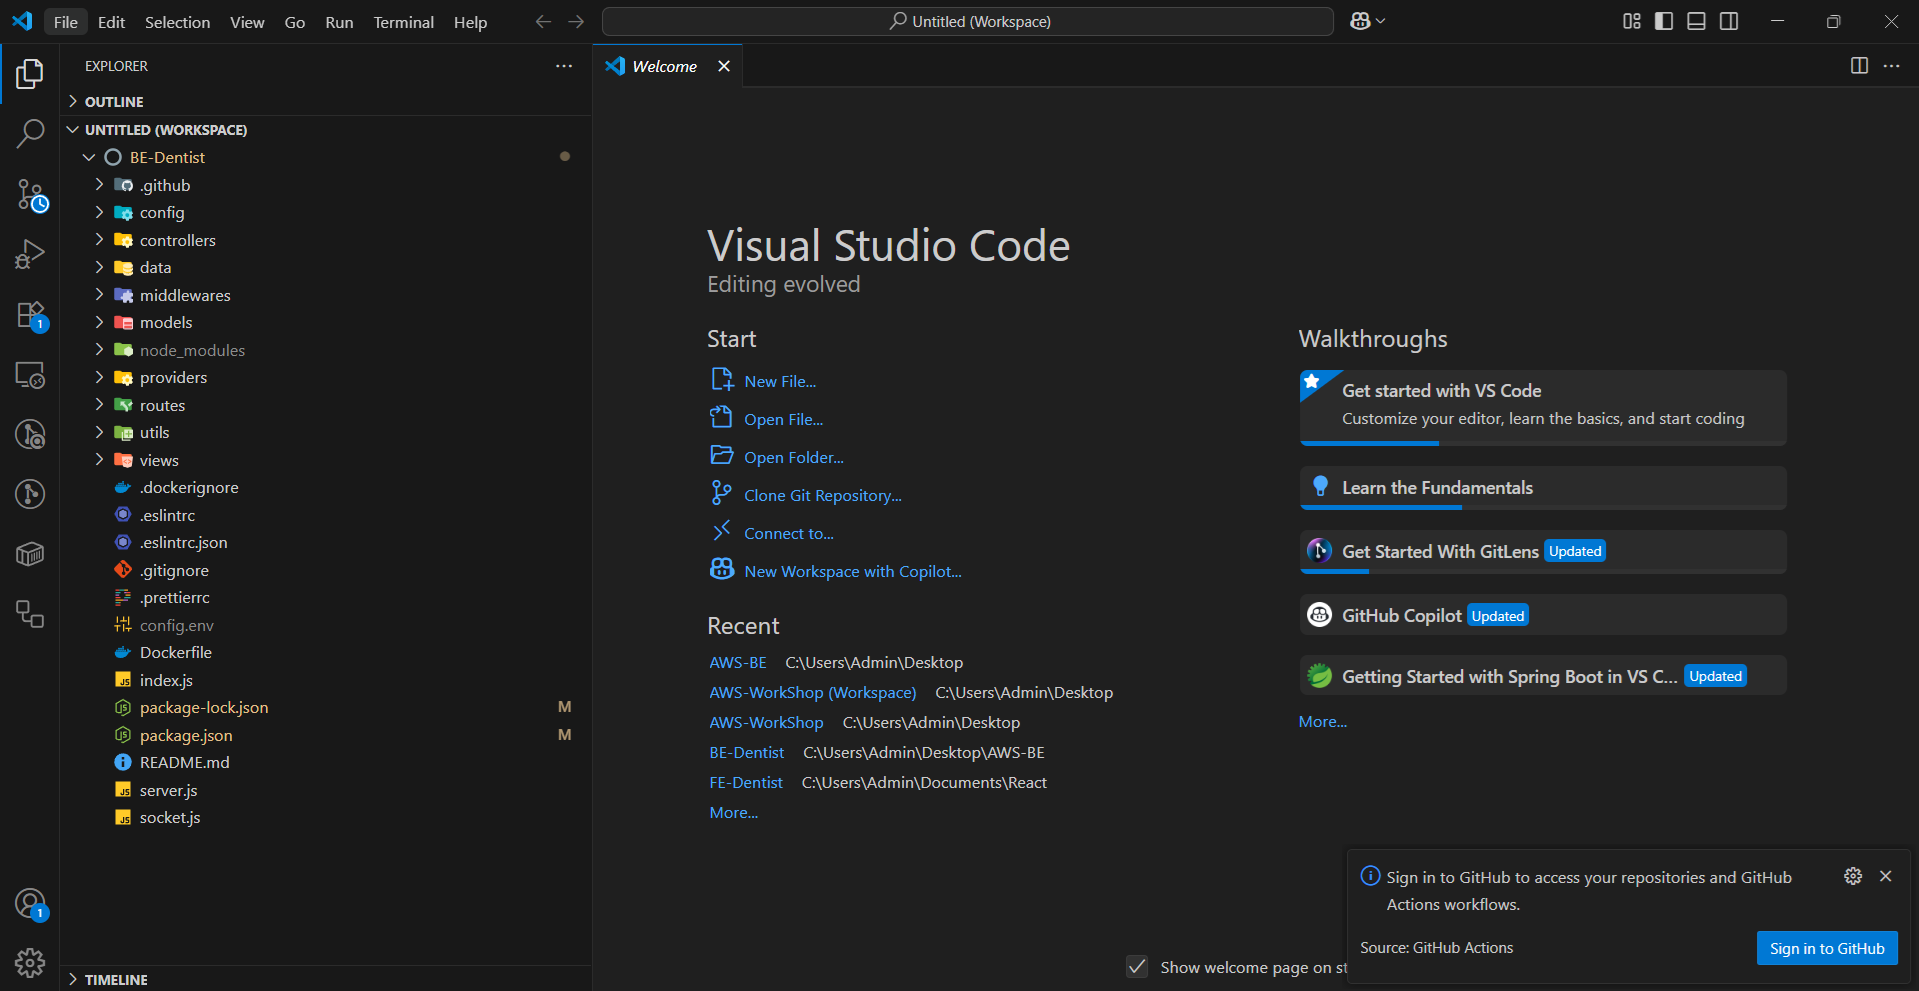 File Edit Selection View Go Run Terminal Help
Untitled (Workspace)
EXPLORER
OUTLINE
UNTITLED (WORKSPACE)
BE-Dentist
.github
config
controllers
data
middlewares
models
node_modules
providers
routes
utils
views
.dockerignore
.eslintrc
.eslintrc.json
.gitignore
.prettierrc
config.env
Dockerfile
index.js
package-lock.json M
package.json M
README.md
server.js
socket.js
TIMELINE
1
1
Welcome
Visual Studio Code
Editing evolved
Start
New File...
Open File...
Open Folder...
Clone Git Repository...
Connect to...
New Workspace with Copilot...
Recent
AWS-BE C:\Users\Admin\Desktop
AWS-WorkShop (Workspace) C:\Users\Admin\Desktop
AWS-WorkShop C:\Users\Admin\Desktop
BE-Dentist C:\Users\Admin\Desktop\AWS-BE
FE-Dentist C:\Users\Admin\Documents\React
More...
Walkthroughs
Get started with VS Code
Customize your editor, learn the basics, and start coding
Learn the Fundamentals
Get Started With GitLens Updated
GitHub Copilot Updated
Getting Started with Spring Boot in VS C... Updated
More...
Show welcome page on st
Sign in to GitHub to access your repositories and GitHub
Actions workflows.
Source: GitHub Actions
Sign in to GitHub